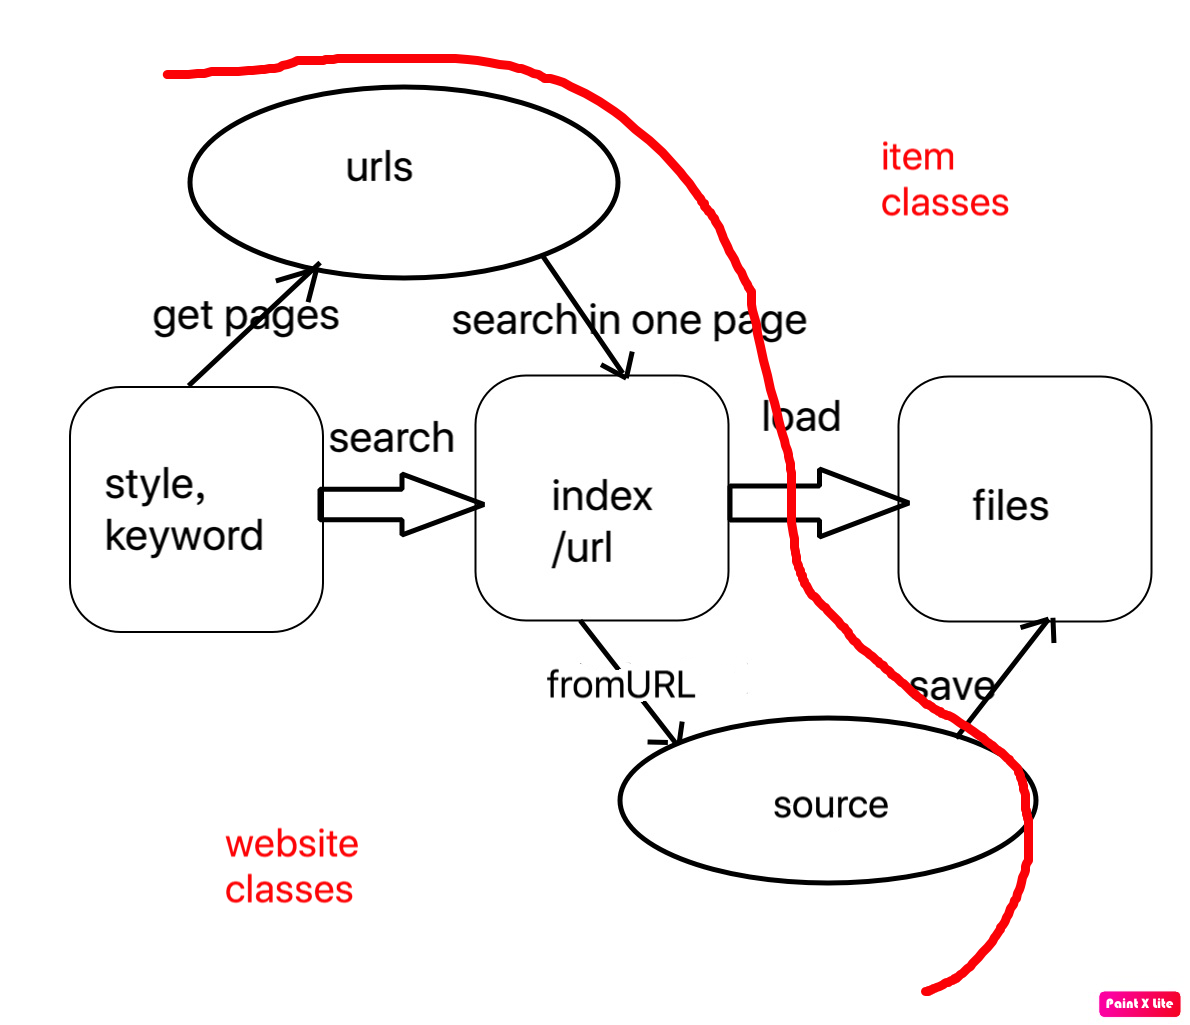 urls
item
classes
get pages
search in one page
search
load
style,
keyword
index
/url
files
fromURL
save
source
website
classes
Paint X Lite